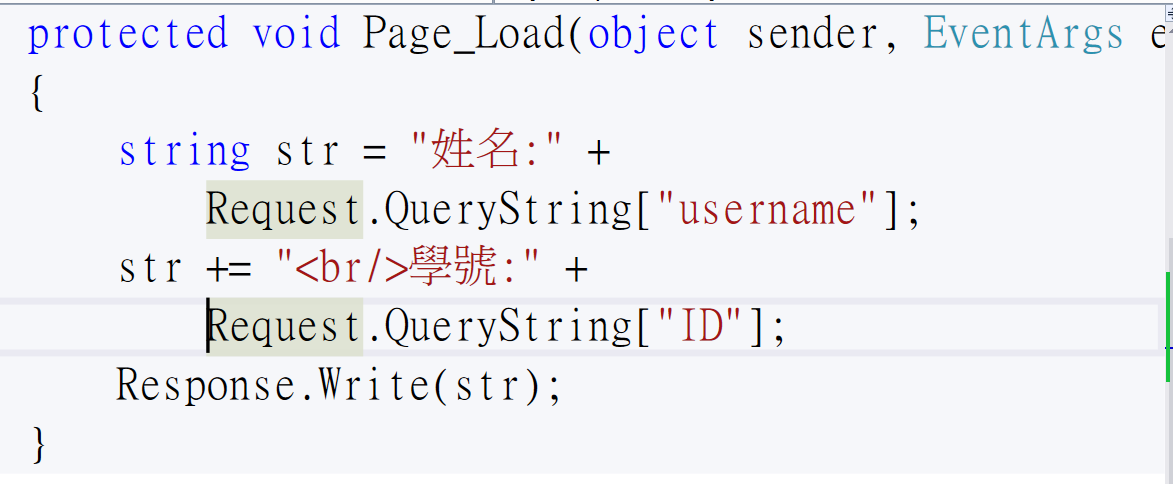 protected void Page_Load(object sender, EventArgs e
{
string str = "姓名:" +
Request.QueryString["username"];
str += "<br/>學號:" +
Request.QueryString["ID"];
Response.Write(str);
}